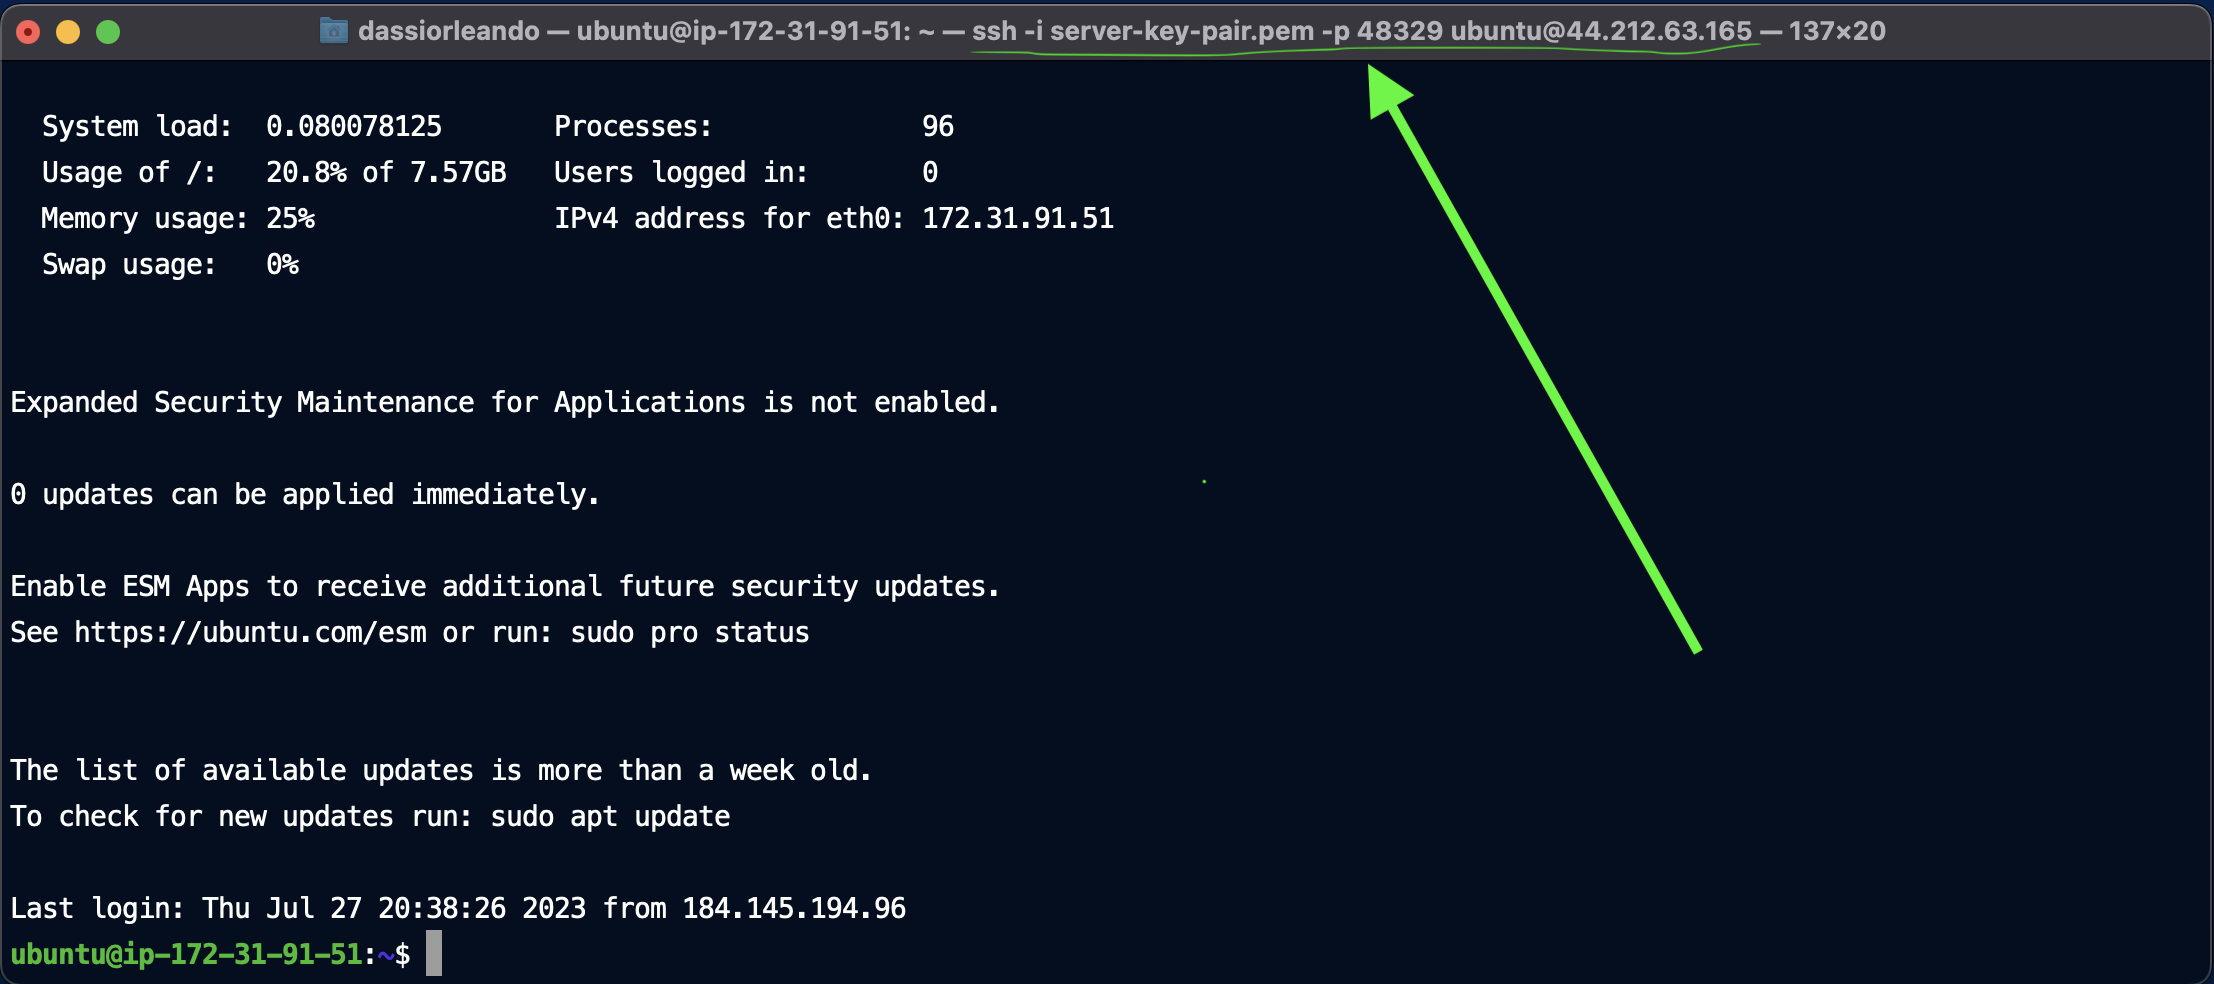 dassiorleando — ubuntu@ip-172-31-91-51: ~ — ssh -i server-key-pair.pem -p 48329 ubuntu@44.212.63.165 — 137×20
System load:  0.080078125       Processes:             96
Usage of /:   20.8% of 7.57GB   Users logged in:       0
Memory usage: 25%               IPv4 address for eth0: 172.31.91.51
Swap usage:   0%
Expanded Security Maintenance for Applications is not enabled.
0 updates can be applied immediately.
Enable ESM Apps to receive additional future security updates.
See https://ubuntu.com/esm or run: sudo pro status
The list of available updates is more than a week old.
To check for new updates run: sudo apt update
Last login: Thu Jul 27 20:38:26 2023 from 184.145.194.96
ubuntu@ip-172-31-91-51:~$